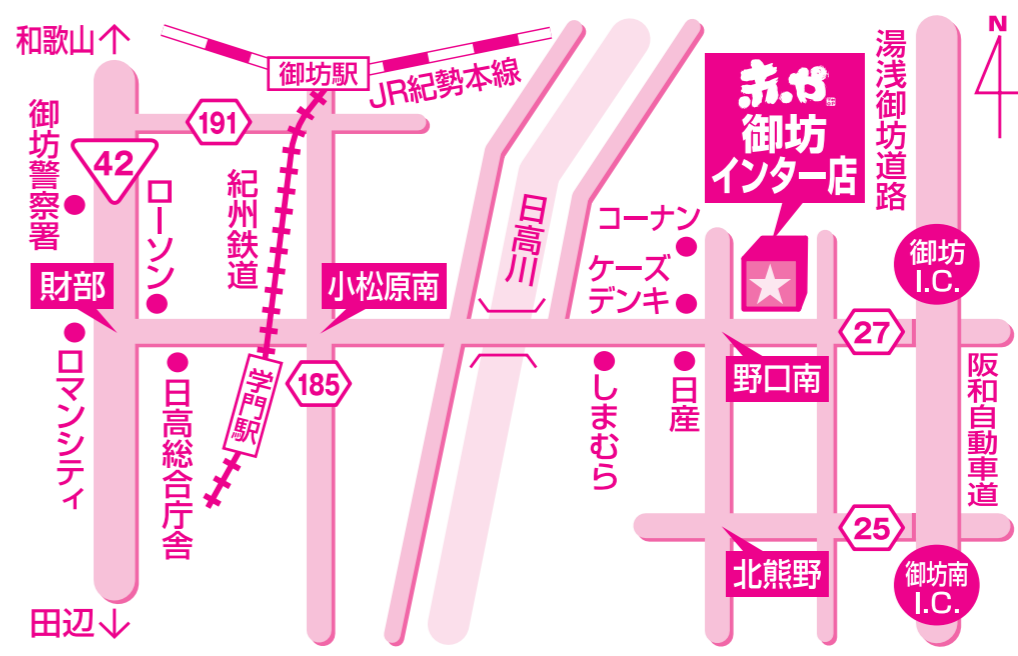 和歌山↑
御坊駅
JR紀勢本線
191
御坊警察署
42
ローソン
紀州鉄道
財部
小松原南
ロマンシティ
日高総合庁舎
学門駅
185
田辺↓
日高川
コーナン
ケーズ
デンキ
しまむら
日産
野口南
北熊野
赤や
御坊
インター店
27
25
湯浅御坊道路
御坊
I.C.
阪和自動車道
御坊南
I.C.
N